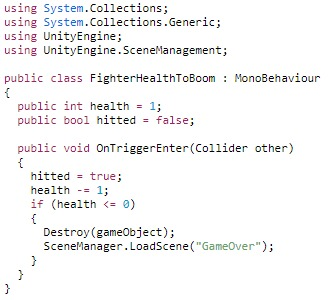 using System.Collections;
using System.Collections.Generic;
using UnityEngine;
using UnityEngine.SceneManagement;

public class FighterHealthToBoom : MonoBehaviour
{
  public int health = 1;
  public bool hitted = false;

  public void OnTriggerEnter(Collider other)
  {
    hitted = true;
    health -= 1;
    if (health <= 0)
    {
      Destroy(gameObject);
      SceneManager.LoadScene("GameOver");
    }
  }
}